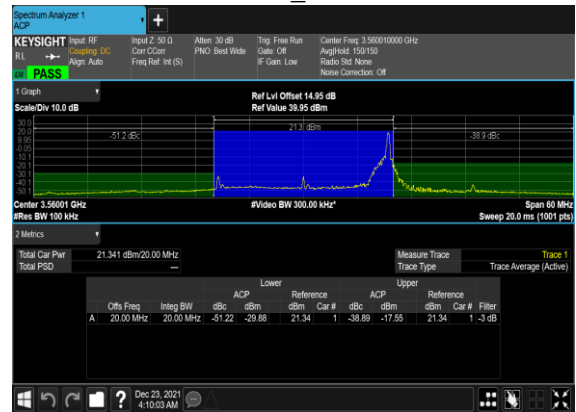 Spectrum Analyzer 1
ACP
KEYSIGHT Input: RF Input Z: 50 Ω Atten: 30 dB Trig: Free Run Center Freq: 3.560010000 GHz
RL Coupling: DC Corr CCorr PNO: Best Wide Gate: Off Avg|Hold: 150/150
Align: Auto Freq Ref: Int (S) IF Gain: Low Radio Std: None
PASS Noise Correction: Off
1 Graph
Ref Lvl Offset 14.95 dB
Scale/Div 10.0 dB Ref Value 39.95 dBm
30.0
20.0
9.95
-0.05
-10.1
-20.1
-30.1
-40.1
-50.1
-51.2 dBc 21.3 dBm -38.9 dBc
Center 3.56001 GHz #Video BW 300.00 kHz* Span 60 MHz
#Res BW 100 kHz Sweep 20.0 ms (1001 pts)
2 Metrics
Total Car Pwr 21.341 dBm/20.00 MHz Measure Trace Trace 1
Total PSD --- Trace Type Trace Average (Active)
Lower Upper
ACP Reference ACP Reference
Offs Freq Integ BW dBc dBm dBm Car # dBc dBm dBm Car # Filter
A 20.00 MHz 20.00 MHz -51.22 -29.88 21.34 1 -38.89 -17.55 21.34 1 -3 dB
? Dec 23, 2021
4:10:03 AM